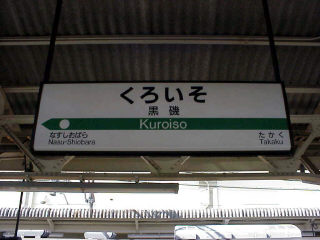 くろいそ
黒磯
Kuroiso
なすしおばら
Nasu-Shiobara
たかく
Takaku